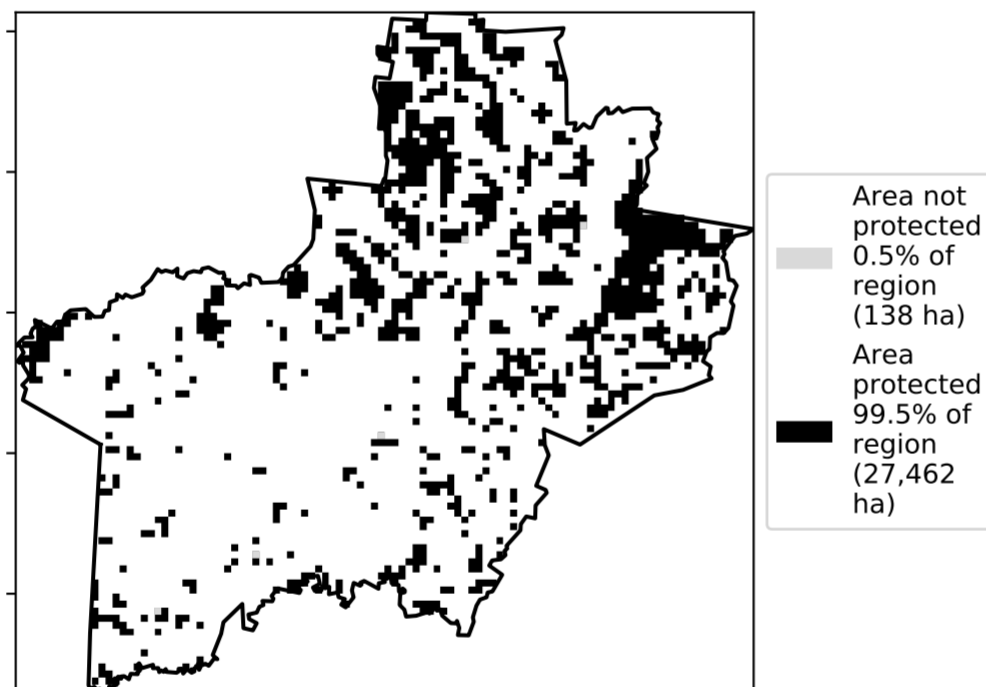 Area not
protected
0.5% of
region
(138 ha)
Area
protected
99.5% of
region
(27,462
ha)